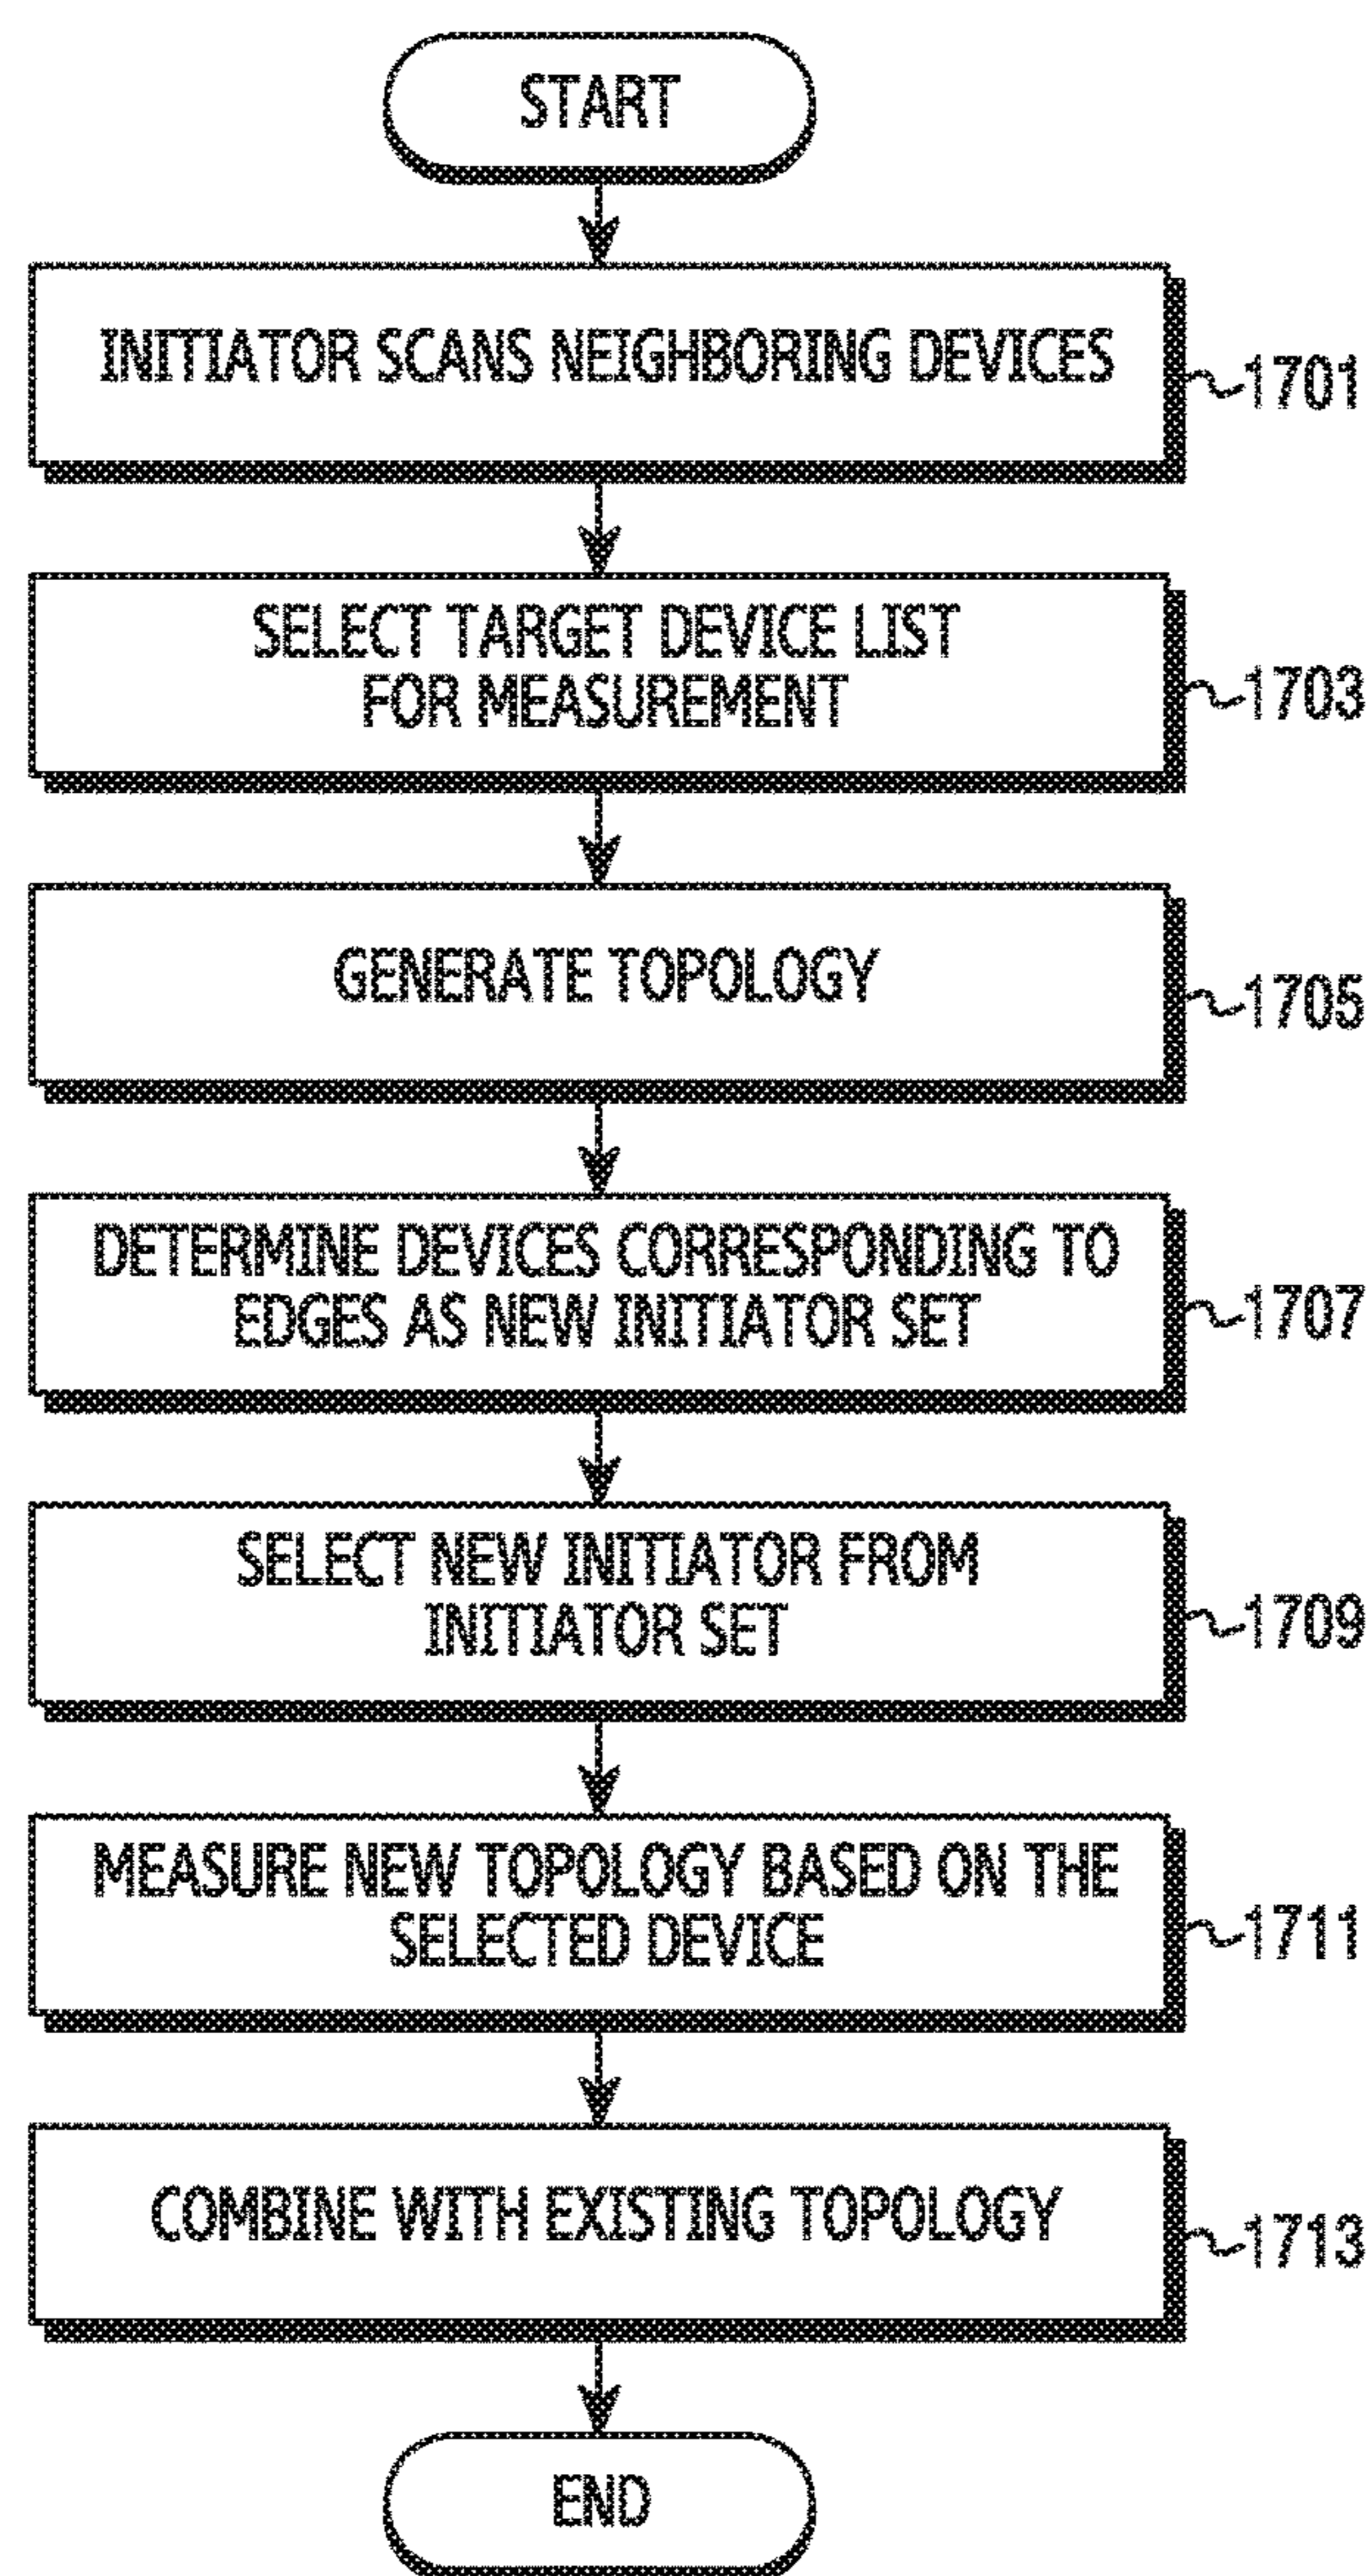 START
INITIATOR SCANS NEIGHBORING DEVICES
1701
SELECT TARGET DEVICE LIST
FOR MEASUREMENT
1703
GENERATE TOPOLOGY
1705
DETERMINE DEVICES CORRESPONDING TO
EDGES AS NEW INITIATOR SET
1707
SELECT NEW INITIATOR FROM
INITIATOR SET
1709
MEASURE NEW TOPOLOGY BASED ON THE
SELECTED DEVICE
1711
COMBINE WITH EXISTING TOPOLOGY
1713
END